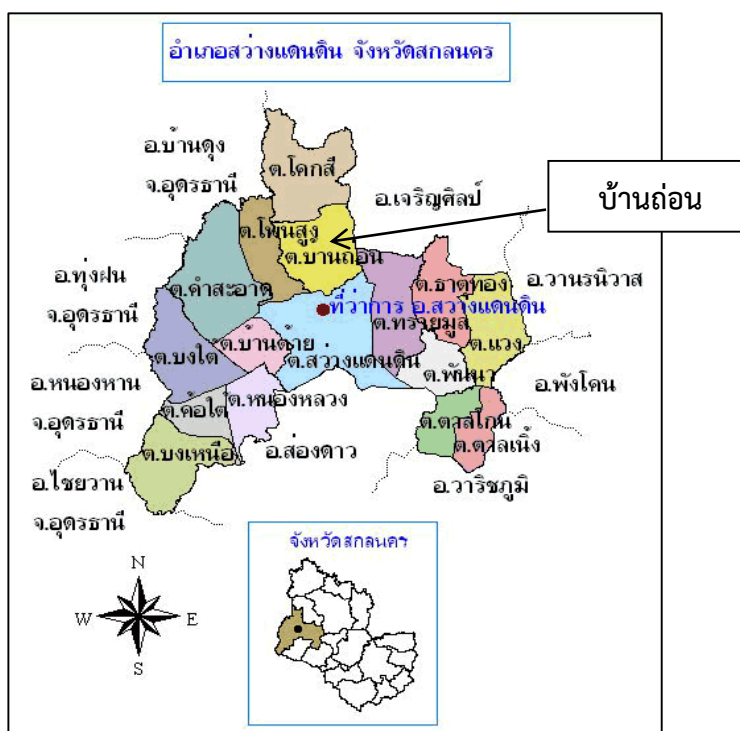 อำเภอสว่างแดนดิน จังหวัดสกลนคร
อ.บ้านดุง
จ.อุดรธานี
ต.โคกสี
อ.เจริญศิลป์
บ้านถ่อน
ต.โพนสูง
ต.บานถอน
อ.ทุ่งฝน
จ.อุดรธานี
ต.คำสะอาด
ต.ธาตุทอง
อ.วานรนิวาส
ที่ว่าการ อ.สว่างแดนดิน
ต.ทรายมูล
ต.บงใต้
ต.บ้านต้าย
ต.สว่างแดนดิน
ต.แวง
ต.พันนา
อ.หนองหาน
จ.อุดรธานี
อ.พังโคน
ต.ค้อใต้
ต.หนองหลวง
ต.ตาลโกน
ต.ตาลเนิ้ง
ต.บงเหนือ
อ.ส่องดาว
อ.วาริชภูมิ
อ.ไชยวาน
จ.อุดรธานี
จังหวัดสกลนคร
N
W E
S